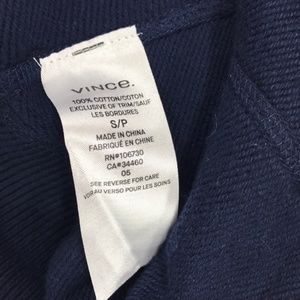 VINCE.
100% COTTON/COTON
EXCLUSIVE OF TRIM/SAUF
LES BORDURES
S/P
MADE IN CHINA
FABRIQUÉ EN CHINE
RN#106730
CA#34460
05
SEE REVERSE FOR CARE
VOIR AU VERSO POUR LES SOINS